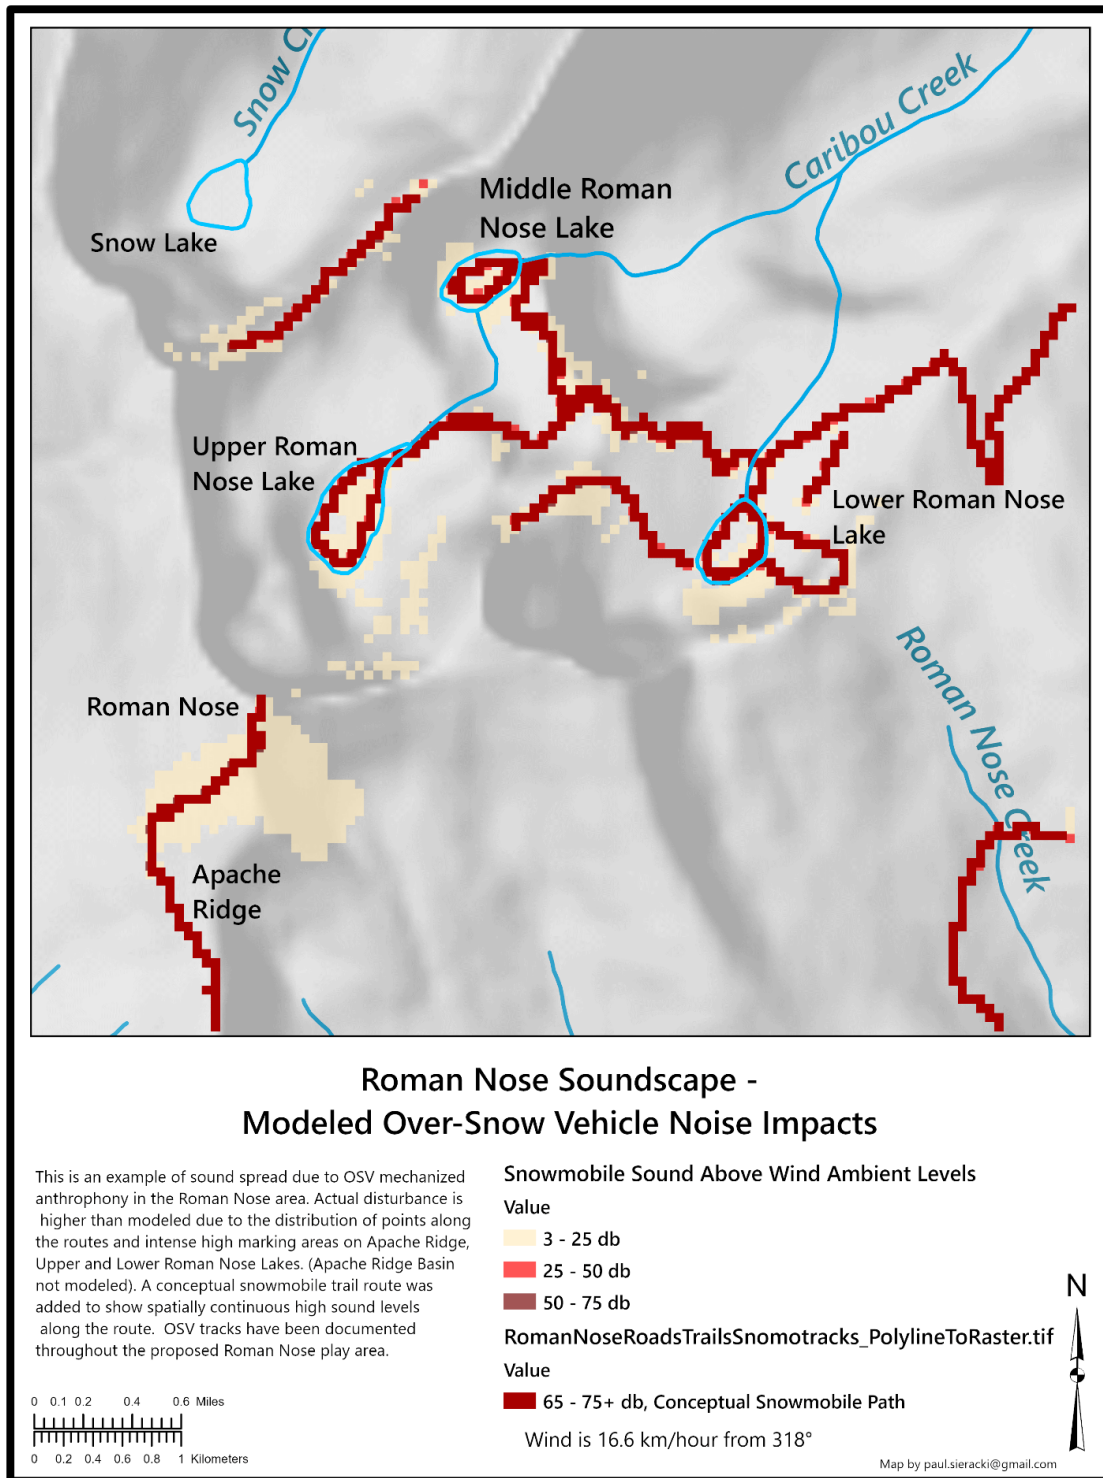 Snow Cr
Caribou Creek
Middle Roman
Nose Lake
Snow Lake
Upper Roman
Nose Lake
Lower Roman Nose
Lake
Roman Nose Creek
Roman Nose
Apache
Ridge
Roman Nose Soundscape -
Modeled Over-Snow Vehicle Noise Impacts
This is an example of sound spread due to OSV mechanized
anthrophony in the Roman Nose area. Actual disturbance is
higher than modeled due to the distribution of points along
the routes and intense high marking areas on Apache Ridge,
Upper and Lower Roman Nose Lakes. (Apache Ridge Basin
not modeled). A conceptual snowmobile trail route was
added to show spatially continuous high sound levels
along the route.  OSV tracks have been documented
throughout the proposed Roman Nose play area.
Snowmobile Sound Above Wind Ambient Levels
Value
3 - 25 db
25 - 50 db
50 - 75 db
RomanNoseRoadsTrailsSnomotracks_PolylineToRaster.tif
Value
65 - 75+ db, Conceptual Snowmobile Path
Wind is 16.6 km/hour from 318°
N
0 0.1 0.2 0.4 0.6 Miles
0 0.2 0.4 0.6 0.8 1 Kilometers
Map by paul.sieracki@gmail.com